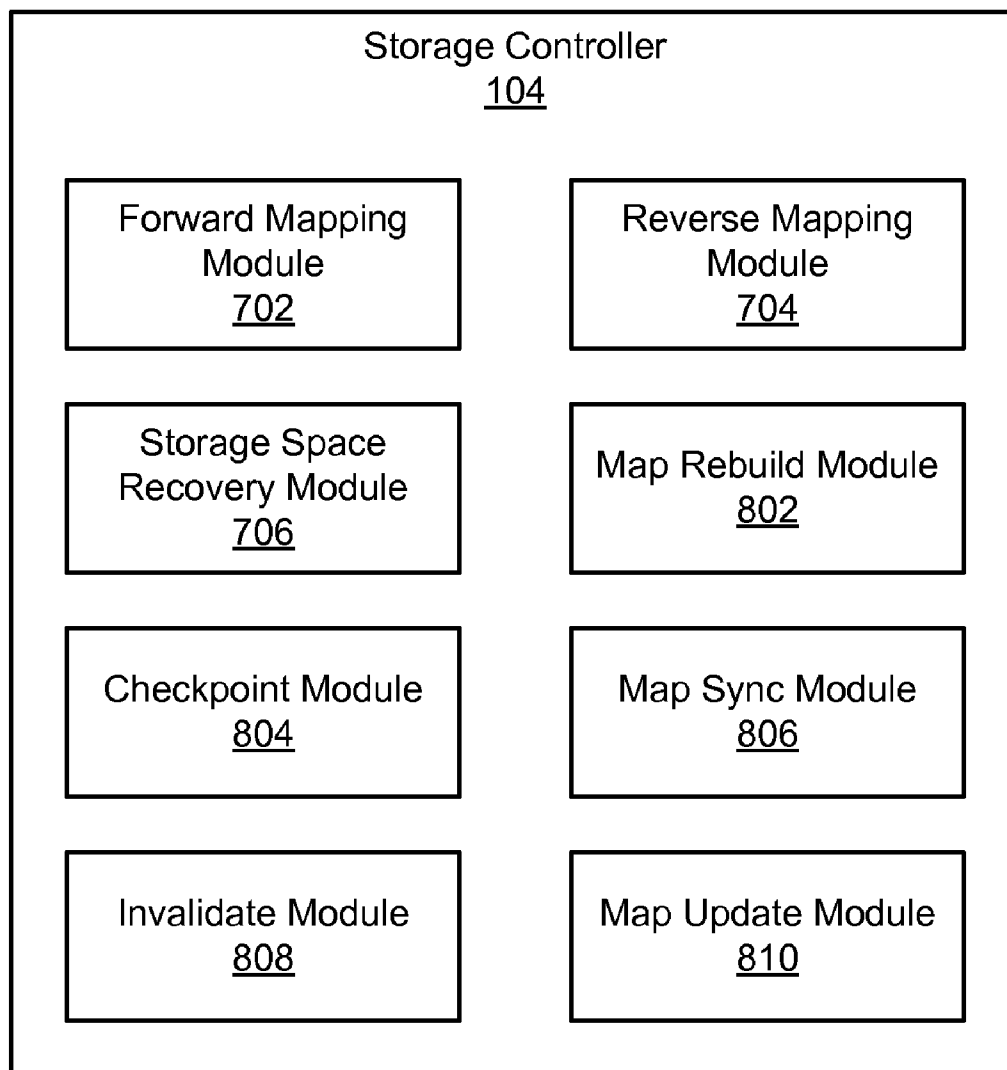 Storage Controller
104
Forward Mapping
Module
702
Reverse Mapping
Module
704
Storage Space
Recovery Module
706
Map Rebuild Module
802
Checkpoint Module
804
Map Sync Module
806
Invalidate Module
808
Map Update Module
810